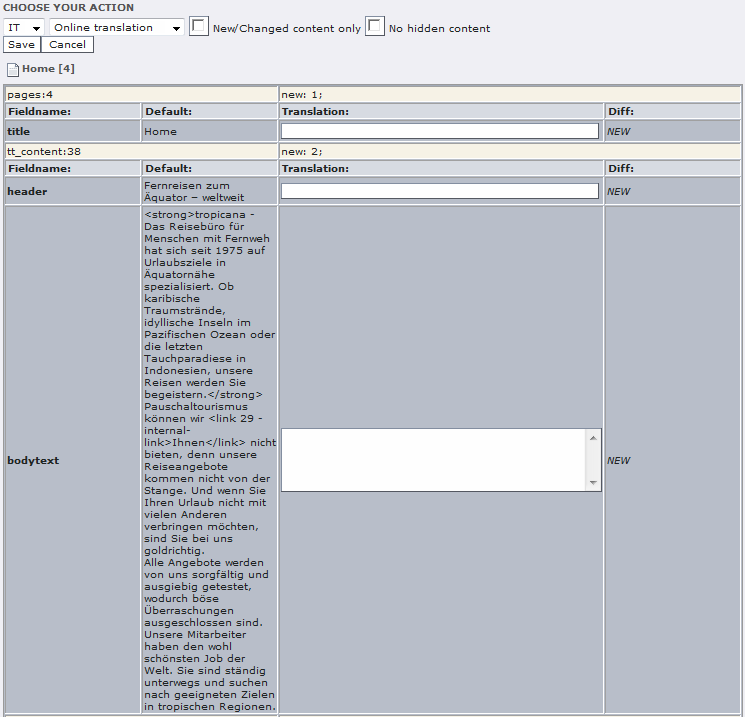 CHOOSE YOUR ACTION
IT Online translation New/Changed content only No hidden content
Save Cancel
Home [4]
pages:4 new: 1;
Fieldname: Default: Translation: Diff:
title Home NEW
tt_content:38 new: 2;
Fieldname: Default: Translation: Diff:
header
Fernreisen zum
Äquator – weltweit
NEW
bodytext
<strong>tropicana -
Das Reisebüro für
Menschen mit Fernweh
hat sich seit 1975 auf
Urlaubsziele in
Äquatornähe
spezialisiert. Ob
karibische
Traumstrände,
idyllische Inseln im
Pazifischen Ozean oder
die letzten
Tauchparadiese in
Indonesien, unsere
Reisen werden Sie
begeistern.</strong>
Pauschaltourismus
können wir <link 29 -
internal-
link>Ihnen</link> nicht
bieten, denn unsere
Reiseangebote
kommen nicht von der
Stange. Und wenn Sie
Ihren Urlaub nicht mit
vielen Anderen
verbringen möchten,
sind Sie bei uns
goldrichtig.
Alle Angebote werden
von uns sorgfältig und
ausgiebig getestet,
wodurch böse
Überraschungen
ausgeschlossen sind.
Unsere Mitarbeiter
haben den wohl
schönsten Job der
Welt. Sie sind ständig
unterwegs und suchen
nach geeigneten Zielen
in tropischen Regionen.
NEW